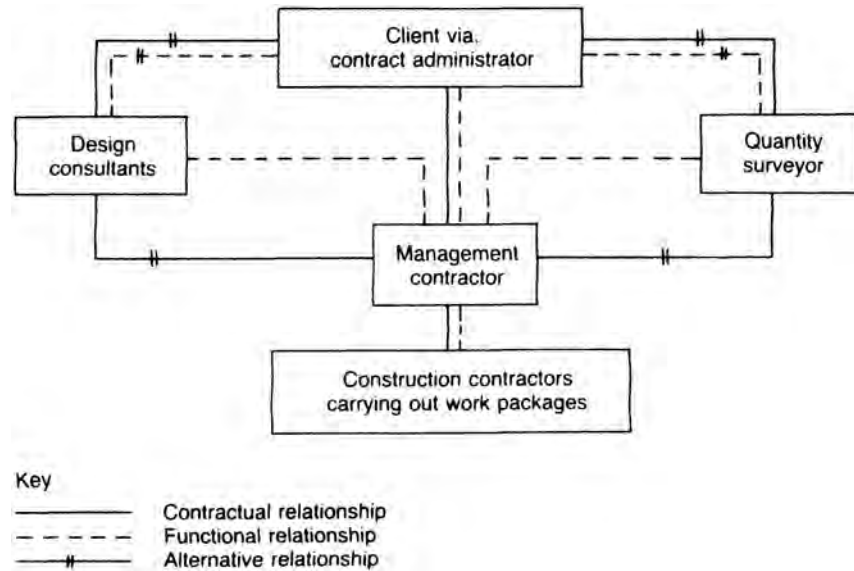 Client via.
contract administrator
Design
consultants
Quantity
surveyor
Management
contractor
Construction contractors
carrying out work packages
Key
Contractual relationship
Functional relationship
Alternative relationship